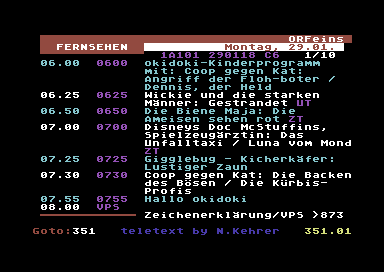 ORFeins
FERNSEHEN Montag, 29.01.
1A101 290118 C6 1/10
06.00 0600 okidoki-Kinderprogramm
mit: Coop gegen Kat:
Angriff der Floh-boter /
Dennis, der Held
06.25 0625 Wickie und die starken
Männer: Gestrandet UT
06.50 0650 Die Biene Maja: Die
Ameisen sehen rot ZT
07.00 0700 Disneys Doc McStuffins,
Spielzeugärztin: Das
Unfalltaxi / Luna vom Mond
ZT
07.25 0725 Gigglebug - Kicherkäfer:
Lustiger Zaun
07.30 0730 Coop gegen Kat: Die Backen
des Bösen / Die Kürbis-
Profis
07.55 0755 Hallo okidoki
08.00 VPS
Zeichenerklärung/VPS >873
Goto:351 teletext by N.Kehrer 351.01